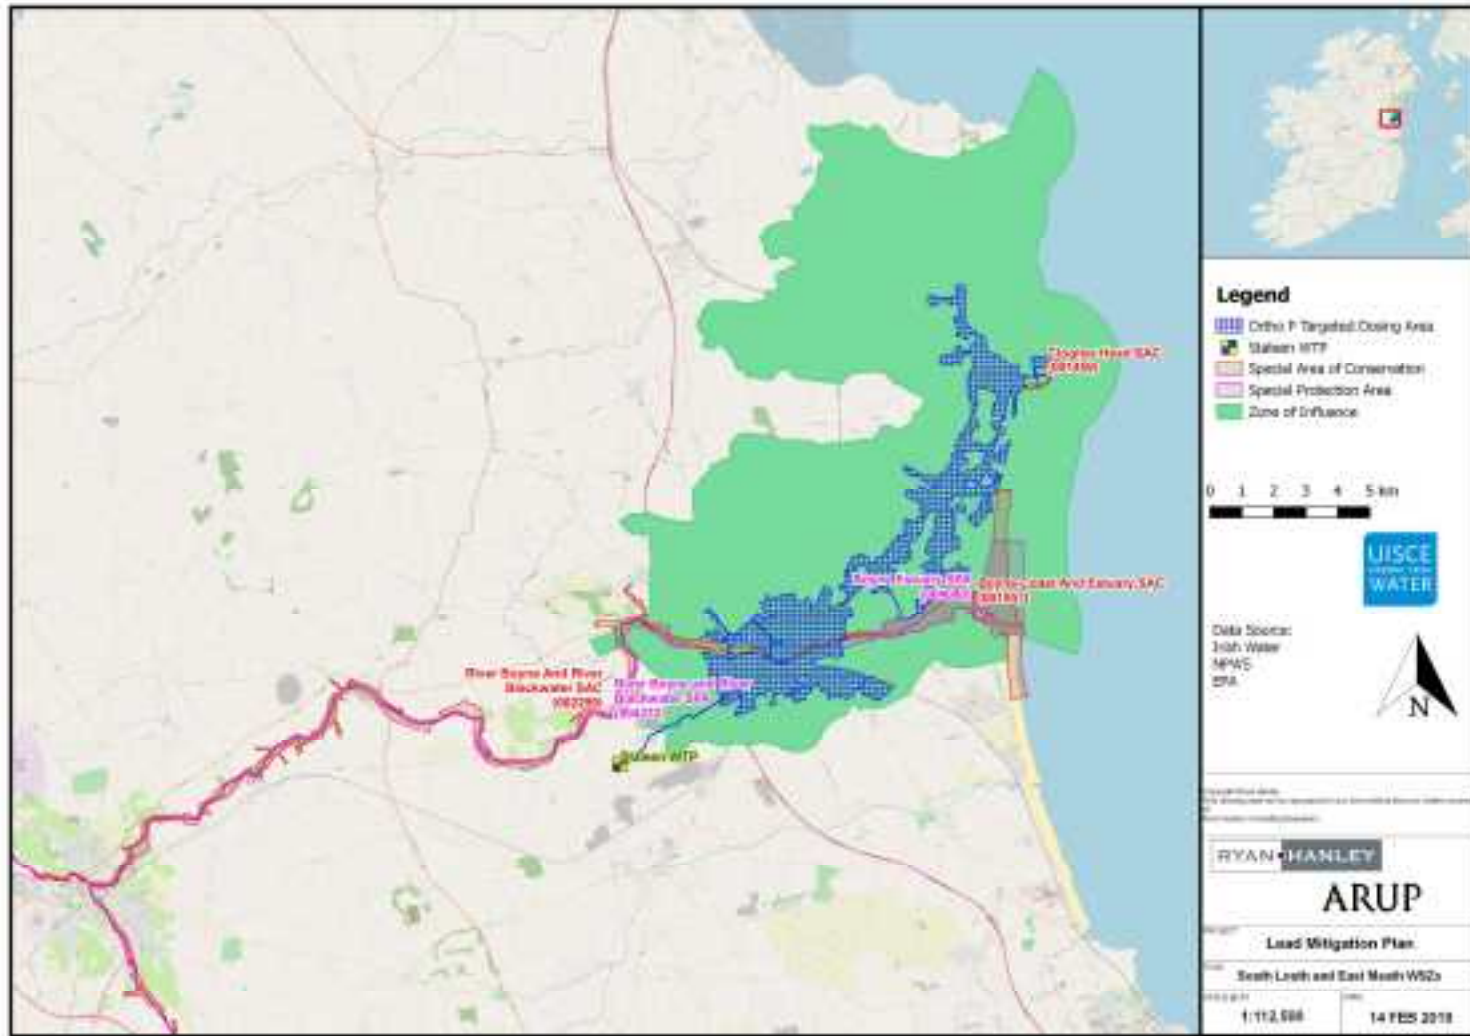 Clogher Head SAC
Boyne Estuary SPA
Boyne Coast And Estuary SAC
River Boyne And River
Blackwater SAC
(002299)
River Boyne and River
Blackwater SPA
Staleen WTP
Legend
Ortho P Targeted Dosing Area
Staleen WTP
Special Area of Conservation
Special Protection Area
Zone of Influence
0 1 2 3 4 5 km
UISCE
WATER
Data Source:
Irish Water
NPWS
EPA
N
RYAN HANLEY
ARUP
Lead Mitigation Plan
South Louth and East Meath WSZs
14 FEB 2018